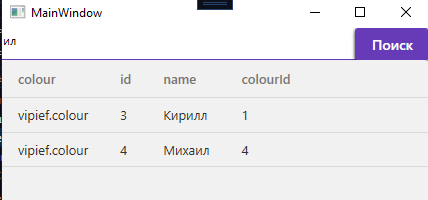 MainWindow
ил Поиск
colour id name colourId
vipief.colour 3 Кирилл 1
vipief.colour 4 Михаил 4